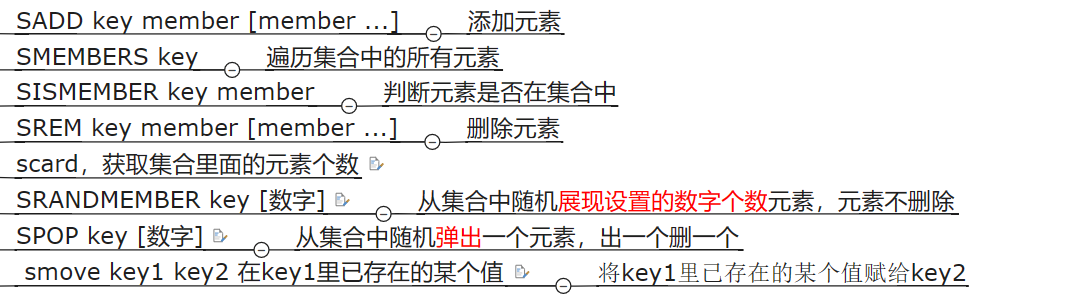 SADD key member [member ...] 添加元素
SMEMBERS key 遍历集合中的所有元素
SISMEMBER key member 判断元素是否在集合中
SREM key member [member ...] 删除元素
scard，获取集合里面的元素个数
SRANDMEMBER key [数字] 从集合中随机展现设置的数字个数元素，元素不删除
SPOP key [数字] 从集合中随机弹出一个元素，出一个删一个
smove key1 key2 在key1里已存在的某个值 将key1里已存在的某个值赋给key2